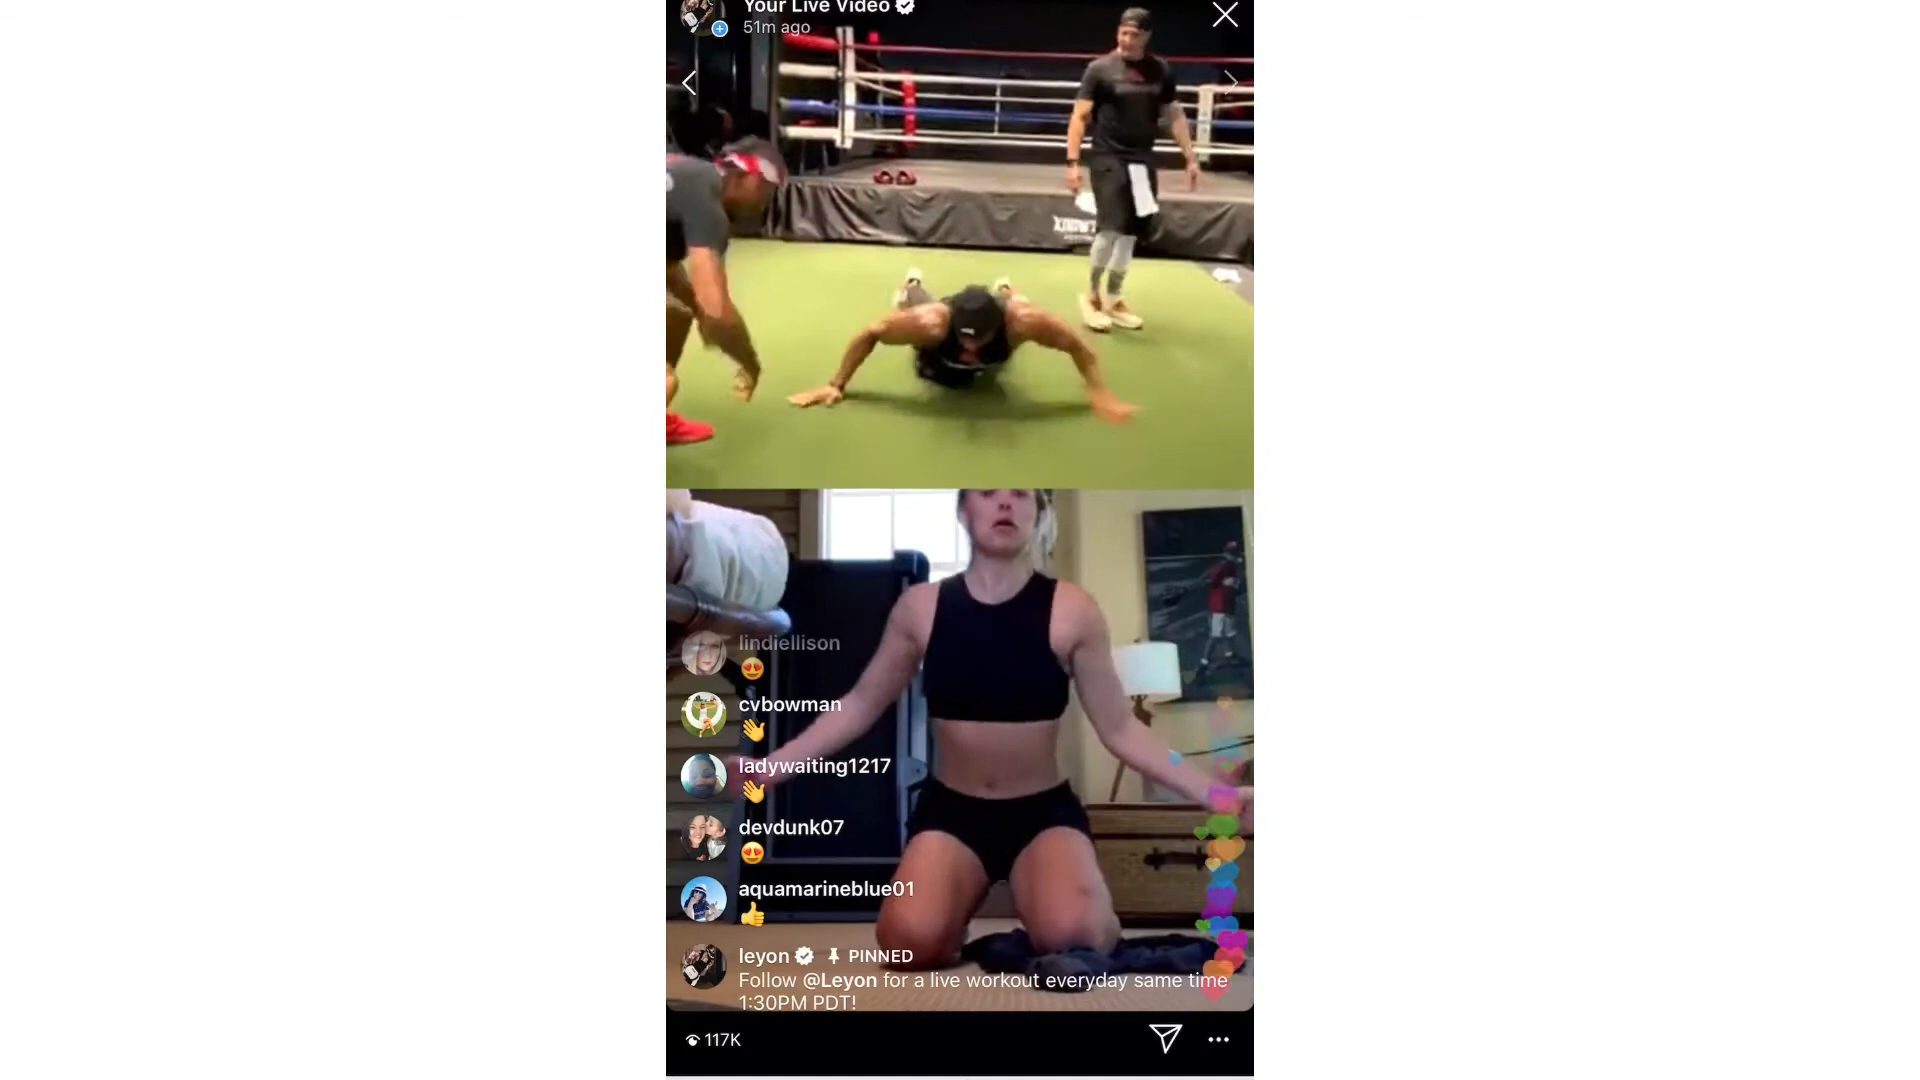 Your Live Video
51m ago
lindiellison
cvbowman
ladywaiting1217
devdunk07
aquamarineblue01
leyon PINNED
Follow @Leyon for a live workout everyday same time
1:30PM PDT!
117K